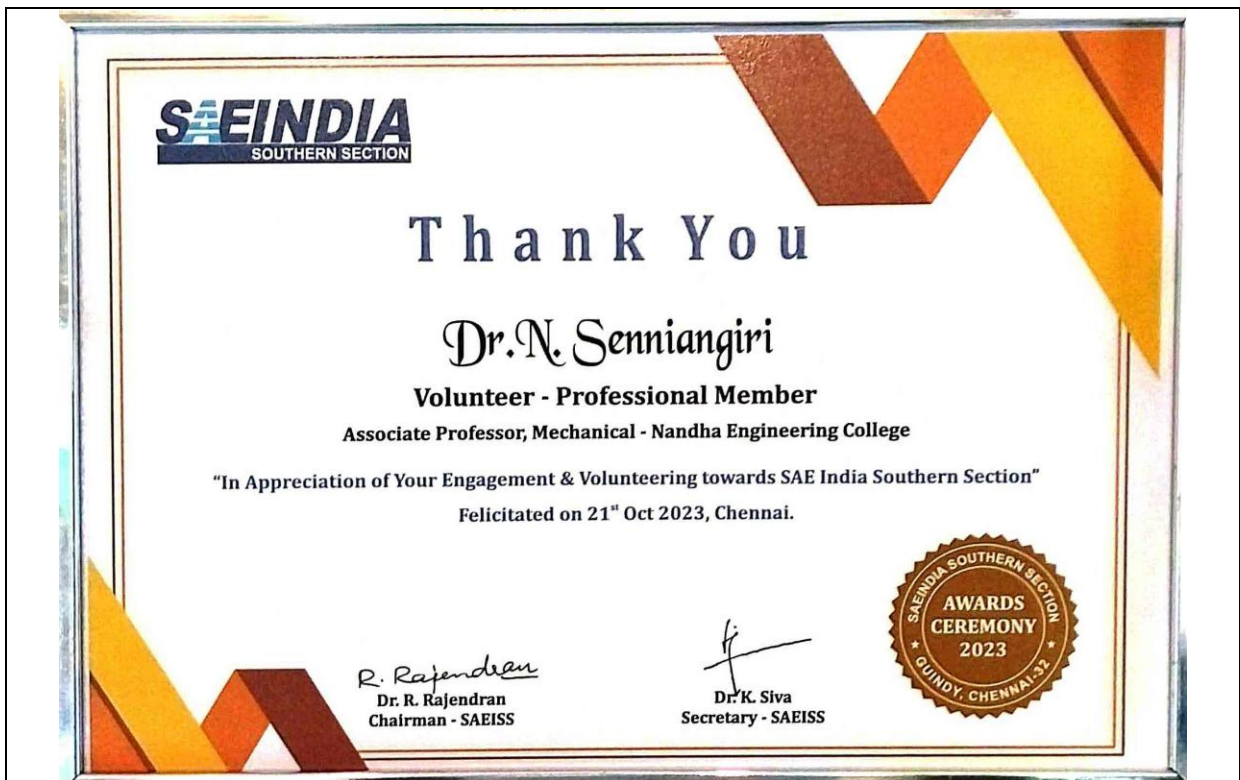 SAEINDIA
SOUTHERN SECTION
Thank You
Dr.N. Senniangiri
Volunteer - Professional Member
Associate Professor, Mechanical - Nandha Engineering College
“In Appreciation of Your Engagement & Volunteering towards SAE India Southern Section”
Felicitated on 21st Oct 2023, Chennai.
R. Rajendran
Dr. R. Rajendran
Chairman - SAEISS
Dr. K. Siva
Secretary - SAEISS
SAEINDIA SOUTHERN SECTION
AWARDS
CEREMONY
2023
GUINDY, CHENNAI-32